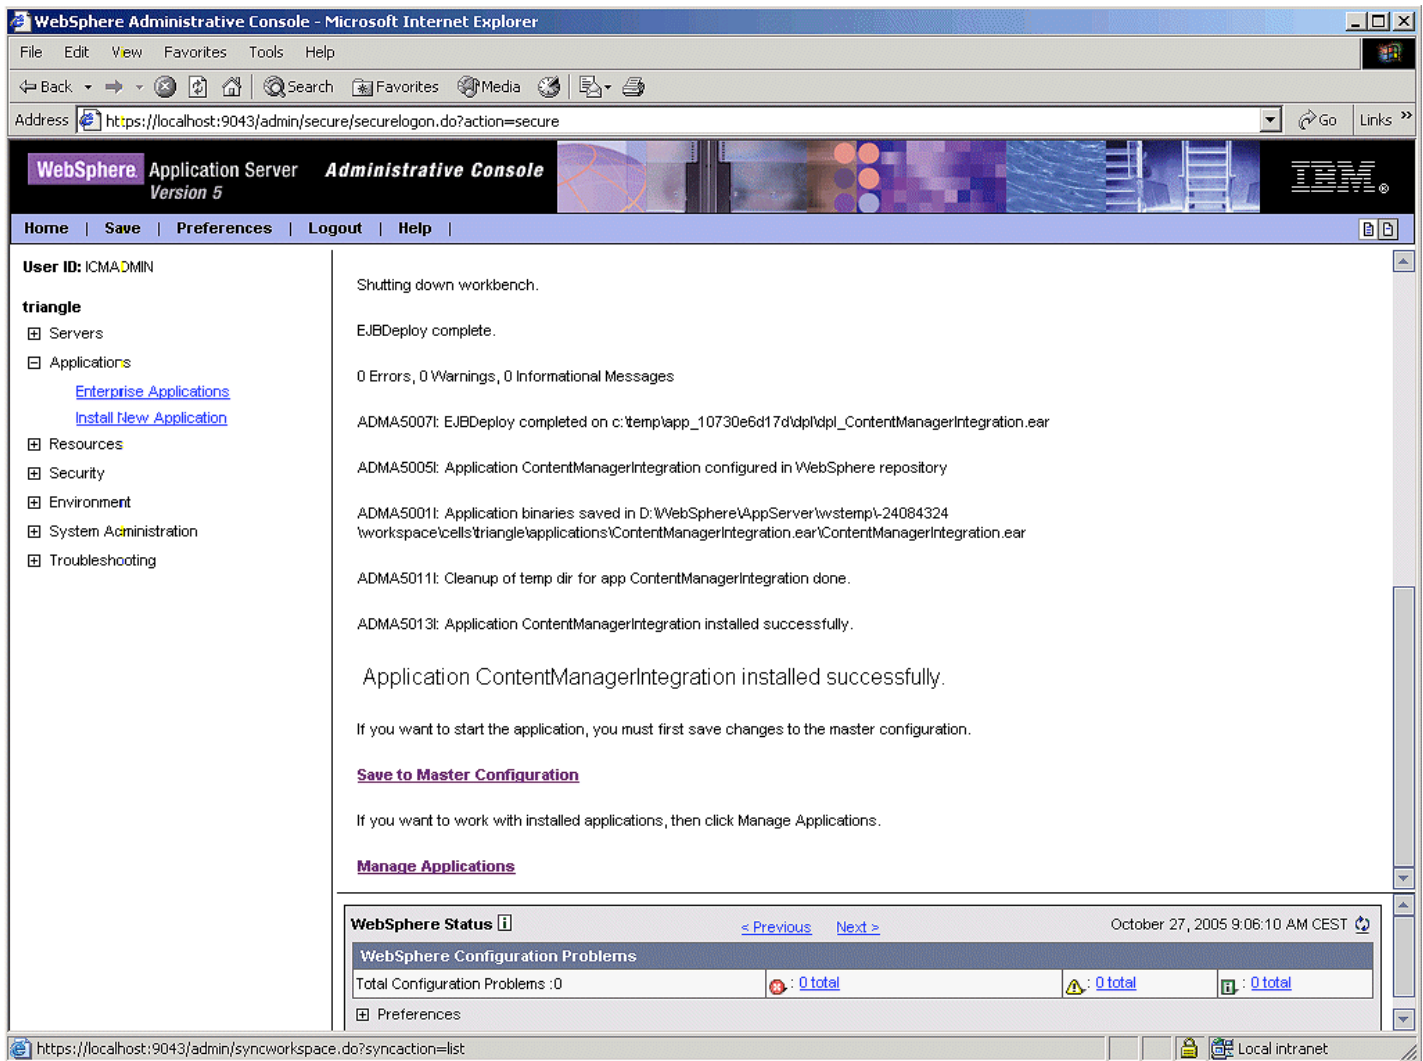 WebSphere Administrative Console - Microsoft Internet Explorer
File Edit View Favorites Tools Help
Back Search Favorites Media
Address https://localhost:9043/admin/secure/securelogon.do?action=secure Go Links »
WebSphere Application Server Administrative Console
Version 5
IBM®
Home | Save | Preferences | Logout | Help |
User ID: ICMADMIN
triangle
Servers
Applications
Enterprise Applications
Install New Application
Resources
Security
Environment
System Administration
Troubleshooting
Shutting down workbench.
EJBDeploy complete.
0 Errors, 0 Warnings, 0 Informational Messages
ADMA5007I: EJBDeploy completed on c:\temp\app_10730e6d17d\dpl\dpl_ContentManagerIntegration.ear
ADMA5005I: Application ContentManagerIntegration configured in WebSphere repository
ADMA5001I: Application binaries saved in D:\WebSphere\AppServer\wstemp\-24084324
\workspace\cells\triangle\applications\ContentManagerIntegration.ear\ContentManagerIntegration.ear
ADMA5011I: Cleanup of temp dir for app ContentManagerIntegration done.
ADMA5013I: Application ContentManagerIntegration installed successfully.
Application ContentManagerIntegration installed successfully.
If you want to start the application, you must first save changes to the master configuration.
Save to Master Configuration
If you want to work with installed applications, then click Manage Applications.
Manage Applications
WebSphere Status i < Previous Next > October 27, 2005 9:06:10 AM CEST
WebSphere Configuration Problems
Total Configuration Problems :0 : 0 total : 0 total : 0 total
Preferences
https://localhost:9043/admin/syncworkspace.do?syncaction=list Local intranet